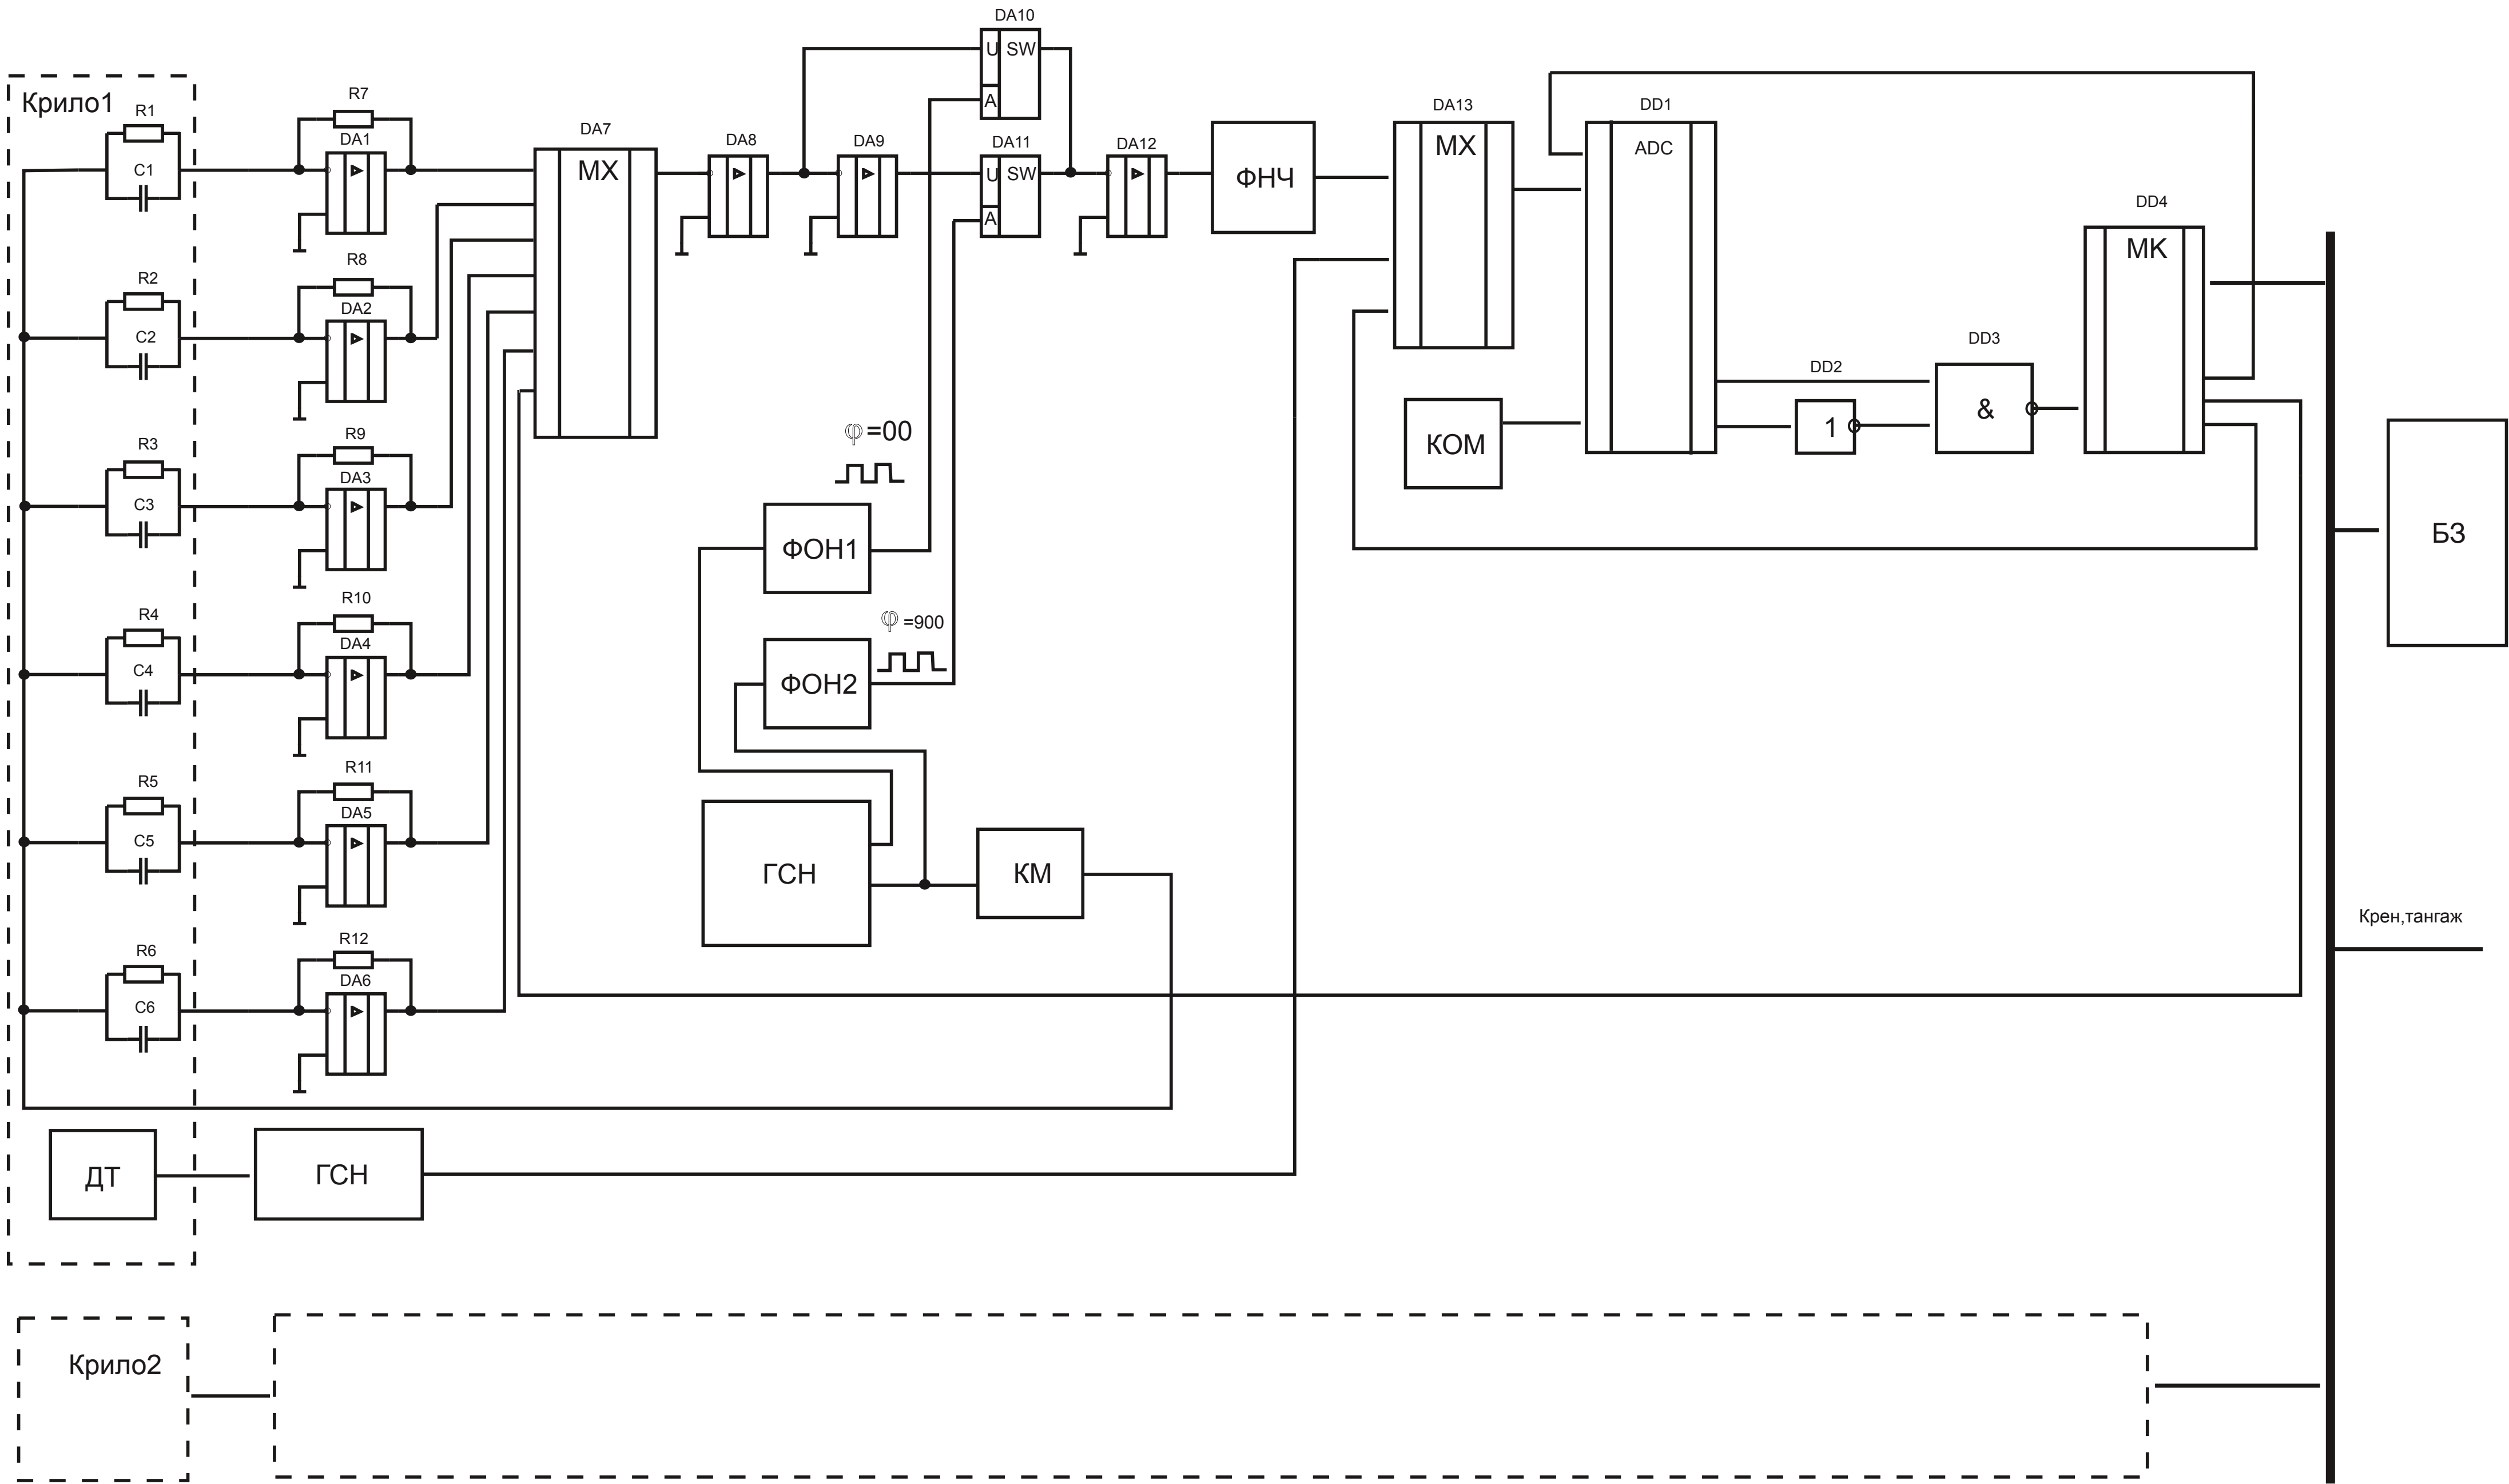 Крило1
R1
C1
R2
C2
R3
C3
R4
C4
R5
C5
R6
C6
R7
DA1
R8
DA2
R9
DA3
R10
DA4
R11
DA5
R12
DA6
DA7
MX
DA8
DA9
DA10
U SW
A
DA11
U SW
A
DA12
ФНЧ
DA13
MX
DD1
ADC
КОМ
DD2
1
DD3
&
DD4
МК
БЗ
Крен,тангаж
φ=00
ФОН1
φ =900
ФОН2
ГСН
КМ
ДТ
ГСН
Крило2